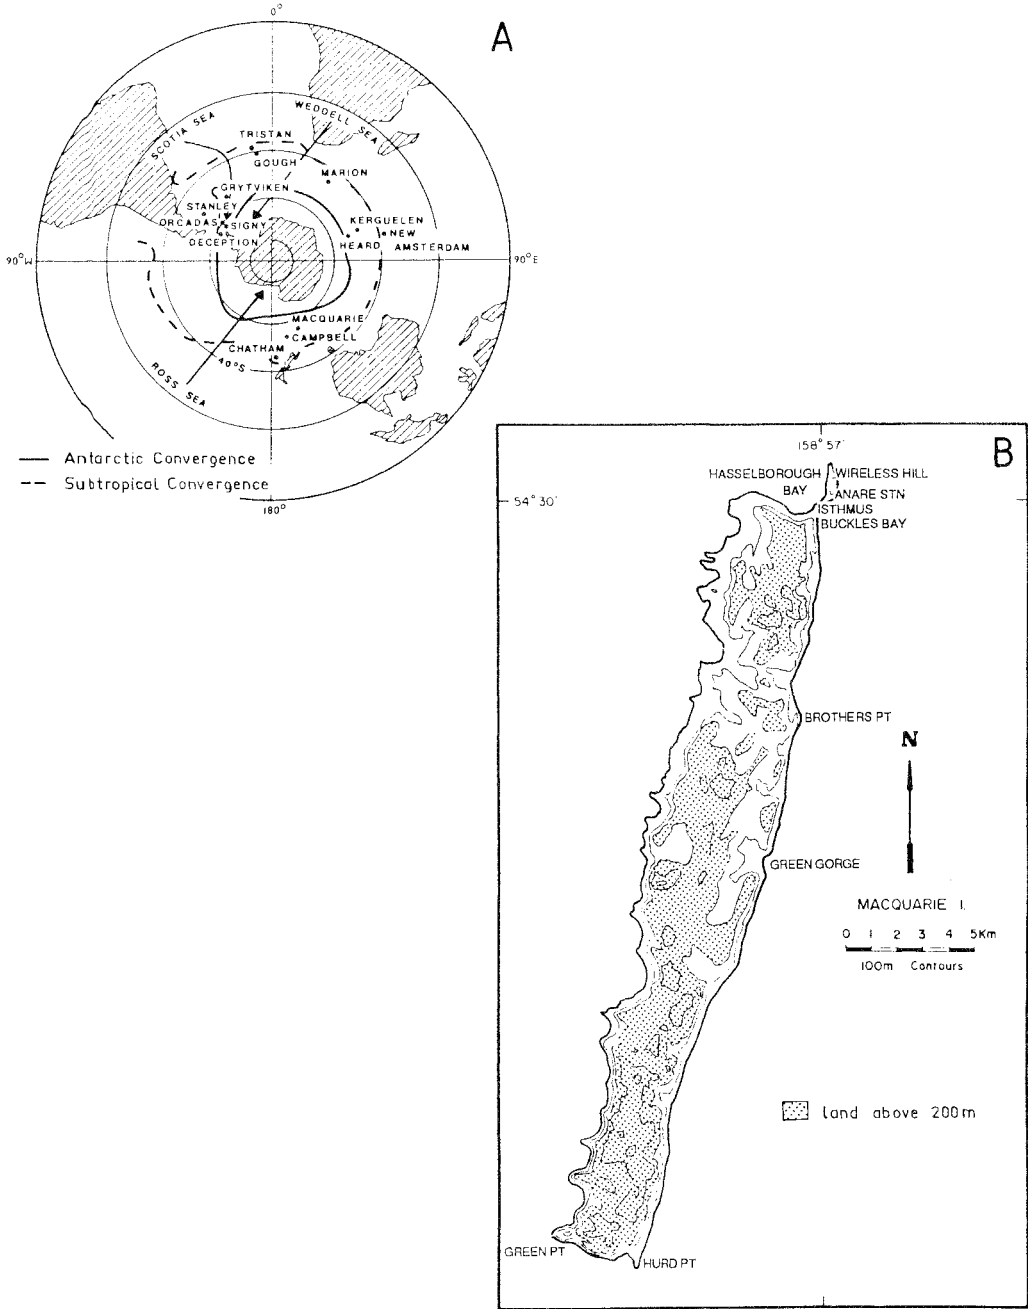 0°
A
WEDDELL SEA
SCOTIA SEA
TRISTAN
GOUGH
MARION
GRYTVIKEN
STANLEY
ORCADAS
SIGNY
DECEPTION
KERGUELEN
NEW
AMSTERDAM
HEARD
90°W
90°E
MACQUARIE
CAMPBELL
CHATHAM
40°S
ROSS SEA
Antarctic Convergence
Subtropical Convergence
180°
B
158° 57'
HASSELBOROUGH
BAY
WIRELESS HILL
ANARE STN
ISTHMUS
BUCKLES BAY
54° 30'
BROTHERS PT
N
GREEN GORGE
MACQUARIE I.
0 1 2 3 4 5Km
100m Contours
land above 200m
GREEN PT
HURD PT